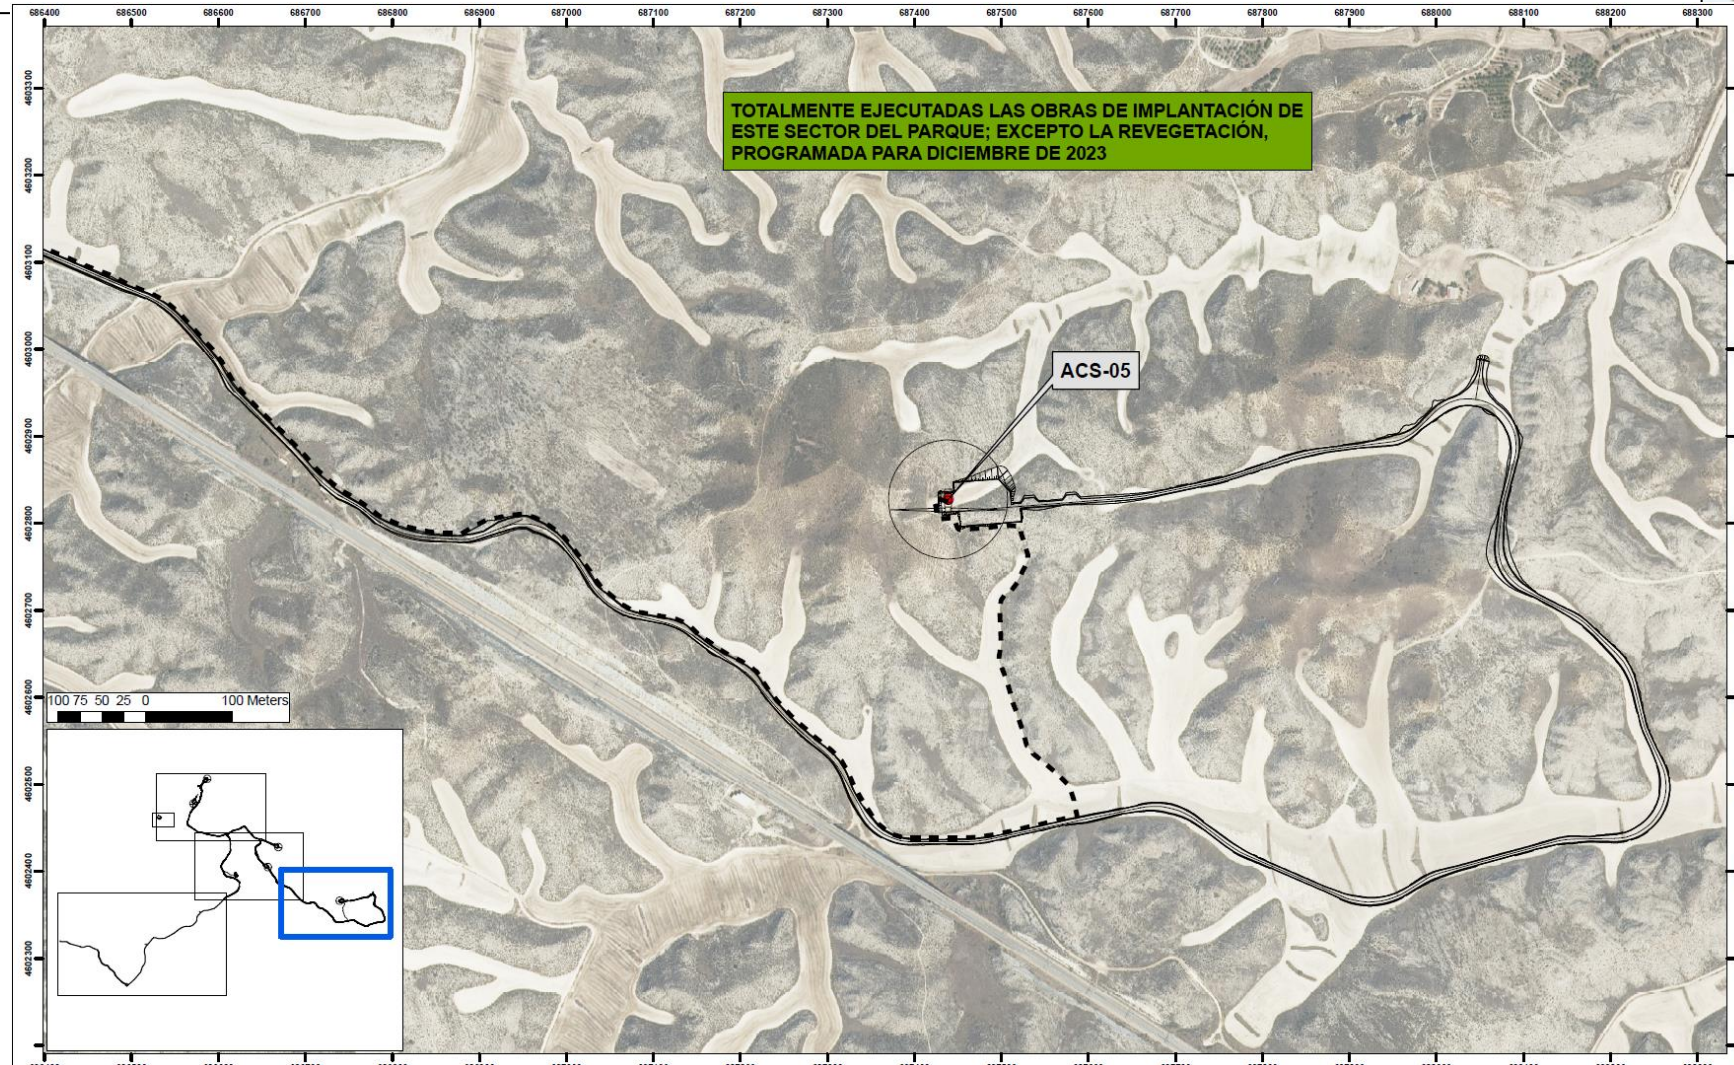 686400 686500 686600 686700 686800 686900 687000 687100 687200 687300 687400 687500 687600 687700 687800 687900 688000 688100 688200 688300
4603300
4603200
4603100
4603000
4602900
4602800
4602700
4602600
4602500
4602400
4602300
TOTALMENTE EJECUTADAS LAS OBRAS DE IMPLANTACIÓN DE
ESTE SECTOR DEL PARQUE; EXCEPTO LA REVEGETACIÓN,
PROGRAMADA PARA DICIEMBRE DE 2023
ACS-05
100 75 50 25 0 100 Meters